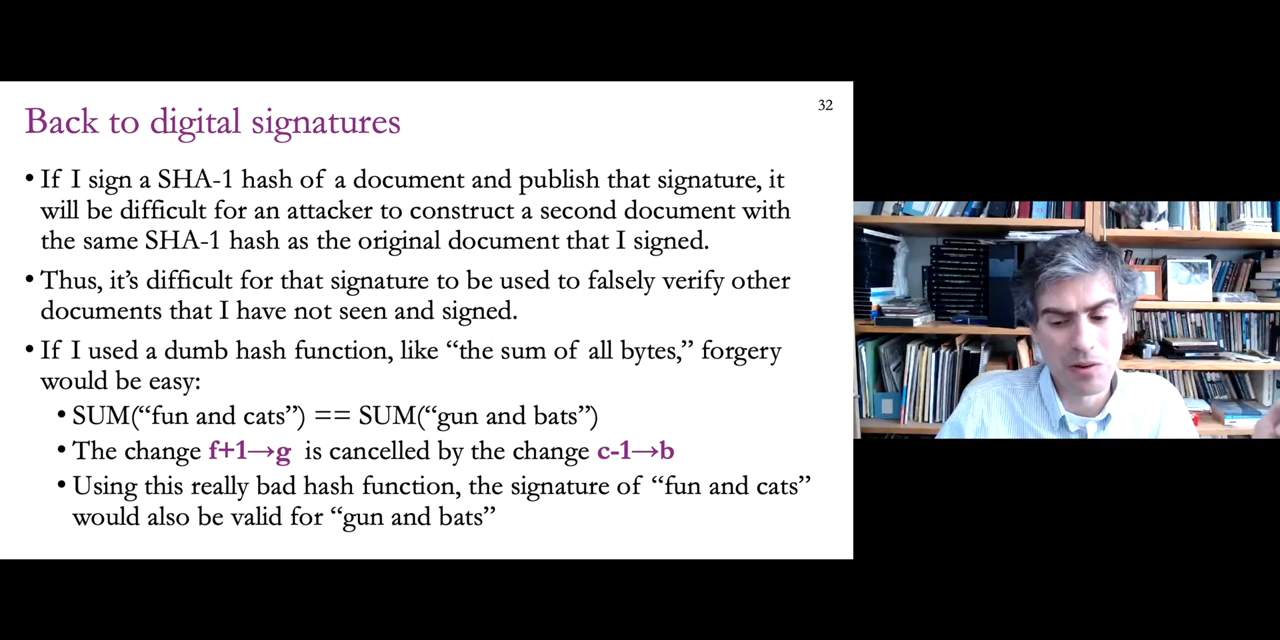 32
Back to digital signatures
• If I sign a SHA-1 hash of a document and publish that signature, it
will be difficult for an attacker to construct a second document with
the same SHA-1 hash as the original document that I signed.
• Thus, it’s difficult for that signature to be used to falsely verify other
documents that I have not seen and signed.
• If I used a dumb hash function, like “the sum of all bytes,” forgery
would be easy:
• SUM(“fun and cats”) == SUM(“gun and bats”)
• The change f+1→g is cancelled by the change c-1→b
• Using this really bad hash function, the signature of “fun and cats”
would also be valid for “gun and bats”